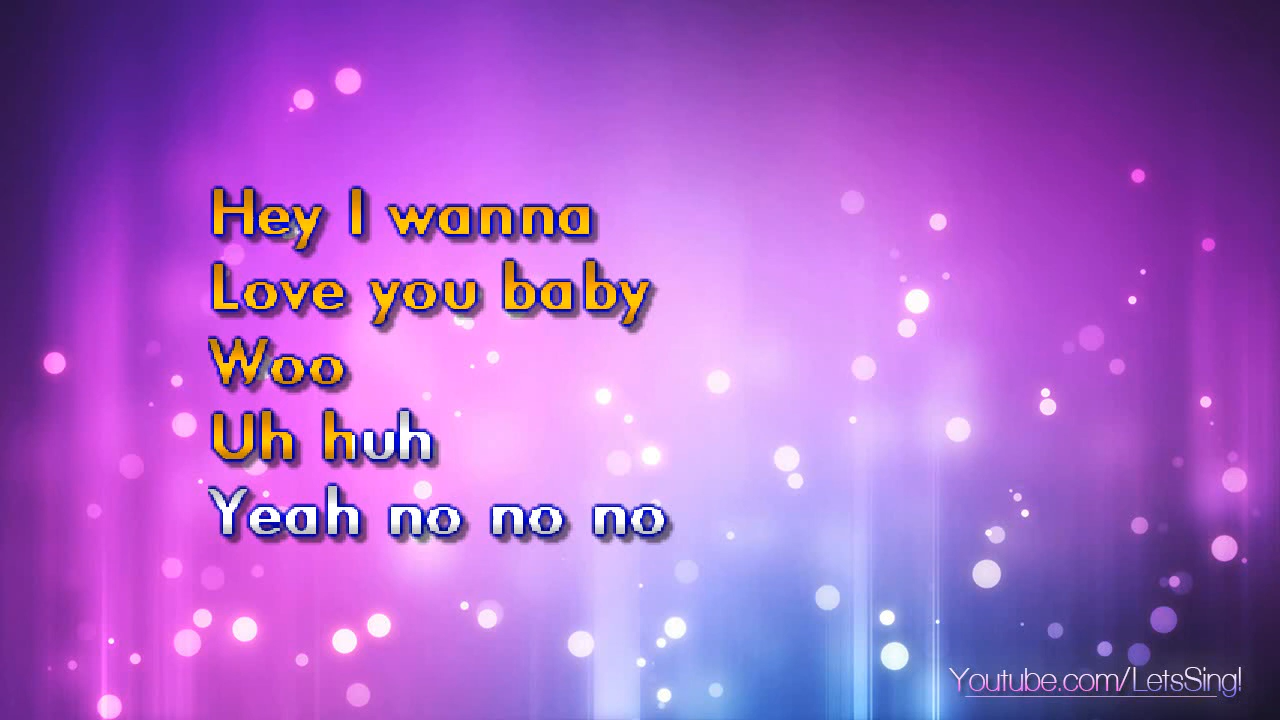 Hey I wanna
Love you baby
Woo
Uh huh
Yeah no no no
Youtube.com/LetsSing!